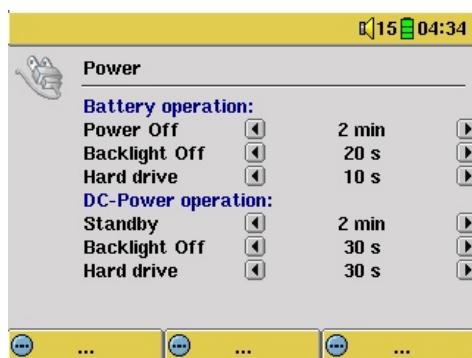 15 04:34
Power
Battery operation:
Power Off 2 min
Backlight Off 20 s
Hard drive 10 s
DC-Power operation:
Standby 2 min
Backlight Off 30 s
Hard drive 30 s
... ... ...